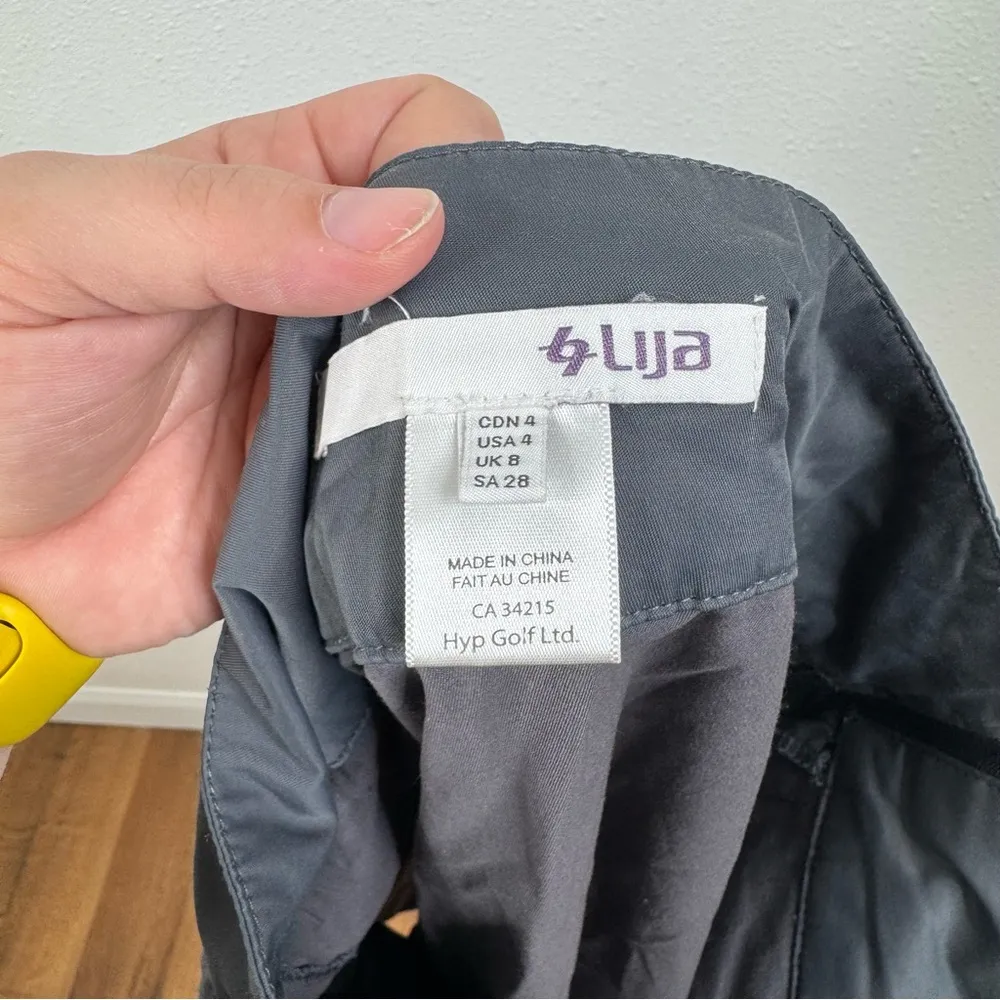 Lija
CDN 4
USA 4
UK 8
SA 28
MADE IN CHINA
FAIT AU CHINE
CA 34215
Hyp Golf Ltd.